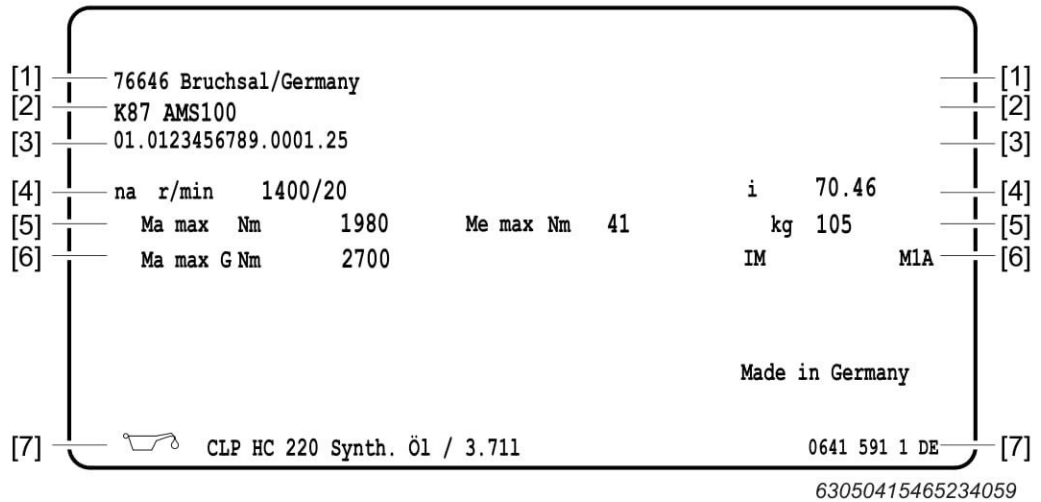 [1] 76646 Bruchsal/Germany [1]
[2] K87 AMS100 [2]
[3] 01.0123456789.0001.25 [3]
[4] na r/min 1400/20 i 70.46 [4]
[5] Ma max Nm 1980 Me max Nm 41 kg 105 [5]
[6] Ma max G Nm 2700 IM M1A [6]
Made in Germany
[7] CLP HC 220 Synth. Öl / 3.71l 0641 591 1 DE [7]
63050415465234059